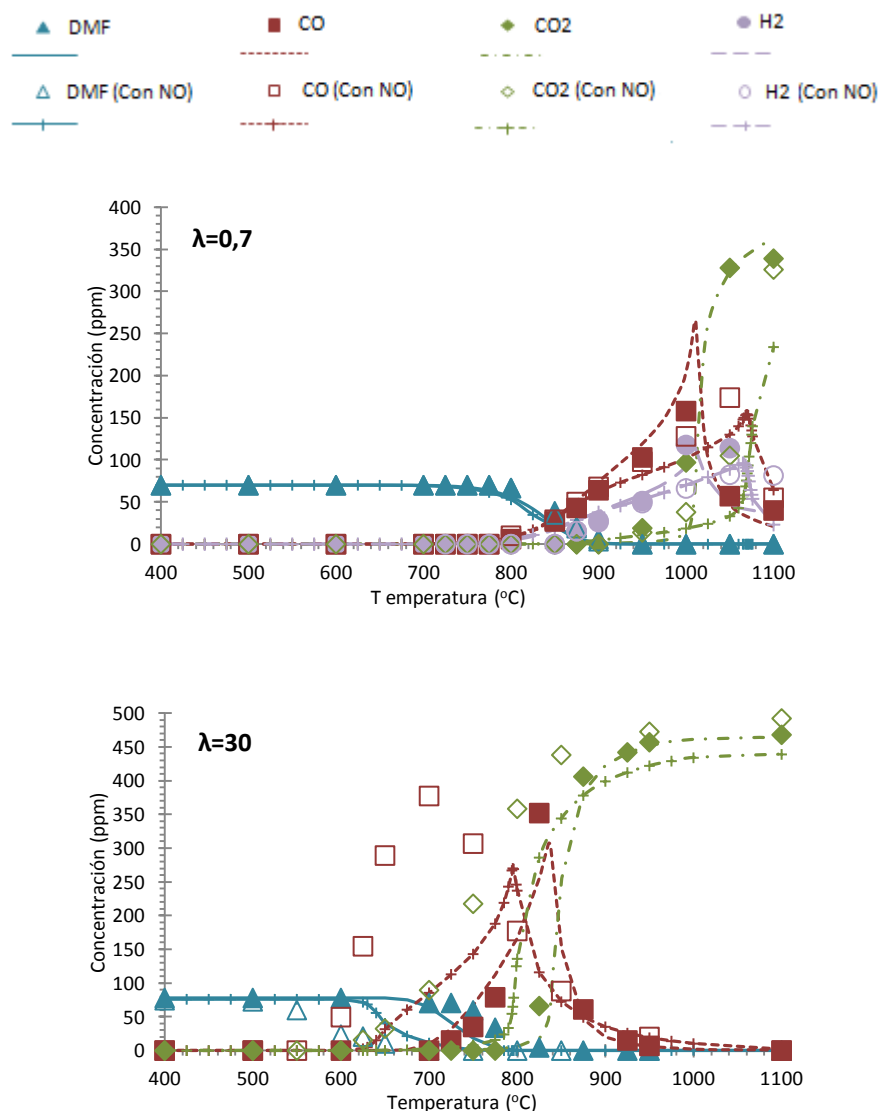 DMF CO CO2 H2
DMF (Con NO) CO (Con NO) CO2 (Con NO) H2 (Con NO)
λ=0,7
Concentración (ppm)
400
350
300
250
200
150
100
50
0
400 500 600 700 800 900 1000 1100
T emperatura (ºC)
λ=30
Concentración (ppm)
500
450
400
350
300
250
200
150
100
50
0
400 500 600 700 800 900 1000 1100
Temperatura (ºC)